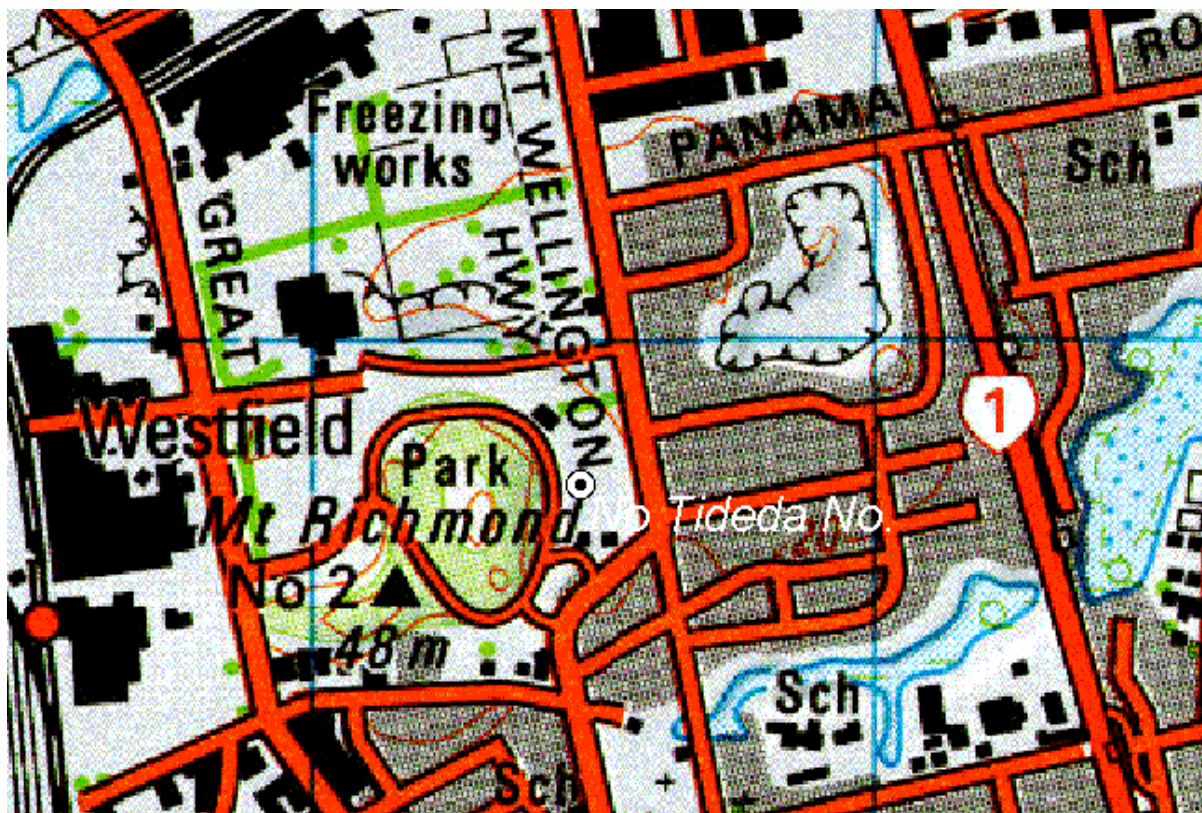 Freezing
works
MT WELLINGTON
HWY
GREAT
PANAMA
RO
Sch
1
Westfield
Park
Mt Richmond
No Tideda No.
No 2
48 m
Sch
Sch